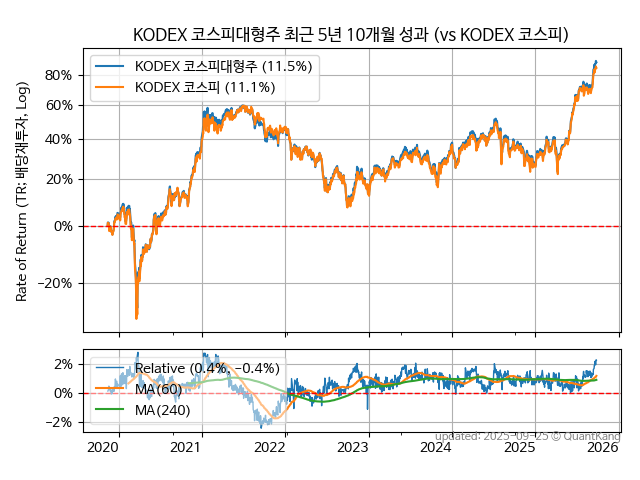 KODEX 코스피대형주 최근 5년 10개월 성과 (vs KODEX 코스피)
Rate of Return (TR: 배당재투자, Log)
80%
60%
40%
20%
0%
−20%
KODEX 코스피대형주 (11.5%)
KODEX 코스피 (11.1%)
2%
0%
−2%
Relative (0.4%, −0.4%)
MA(60)
MA(240)
2020
2021
2022
2023
2024
2025
2026
updated: 2025-09-25 © QuantKang